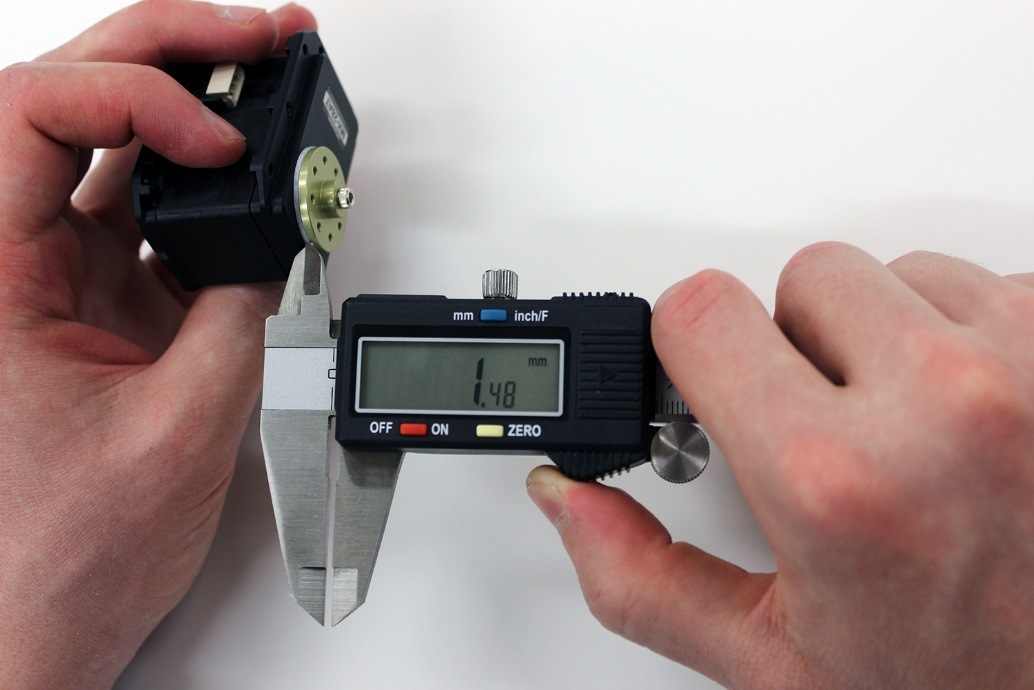 mm inch/F
mm
1.48
OFF ON ZERO